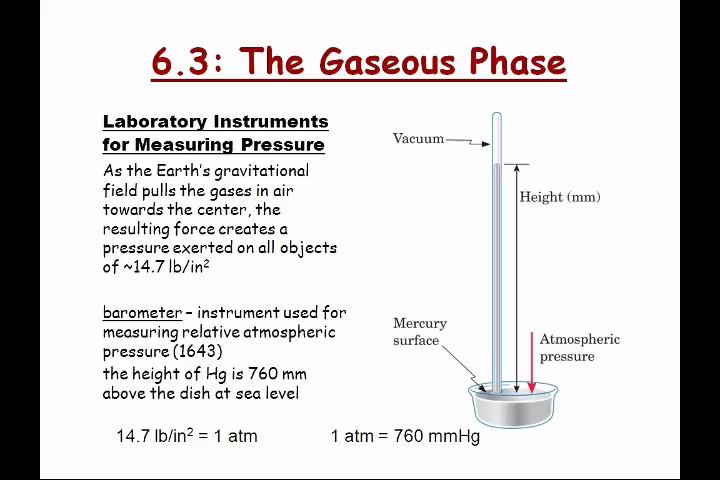 6.3: The Gaseous Phase
Laboratory Instruments
for Measuring Pressure
As the Earth's gravitational
field pulls the gases in air
towards the center, the
resulting force creates a
pressure exerted on all objects
of ~14.7 lb/in²
barometer – instrument used for
measuring relative atmospheric
pressure (1643)
the height of Hg is 760 mm
above the dish at sea level
14.7 lb/in² = 1 atm
1 atm = 760 mmHg
Vacuum
Height (mm)
Mercury
surface
Atmospheric
pressure